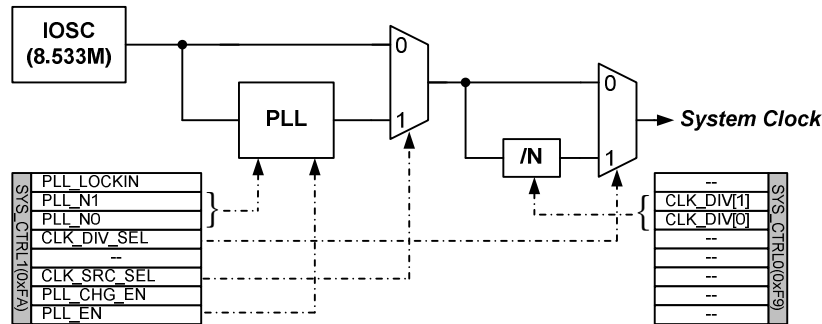 IOSC
(8.533M)
PLL
0
1
/N
0
1
System Clock
SYS_CTRL1(0xFA)
PLL_LOCKIN
PLL_N1
PLL_N0
CLK_DIV_SEL
--
CLK_SRC_SEL
PLL_CHG_EN
PLL_EN
--
CLK_DIV[1]
CLK_DIV[0]
--
--
--
--
--
SYS_CTRL0(0xF9)